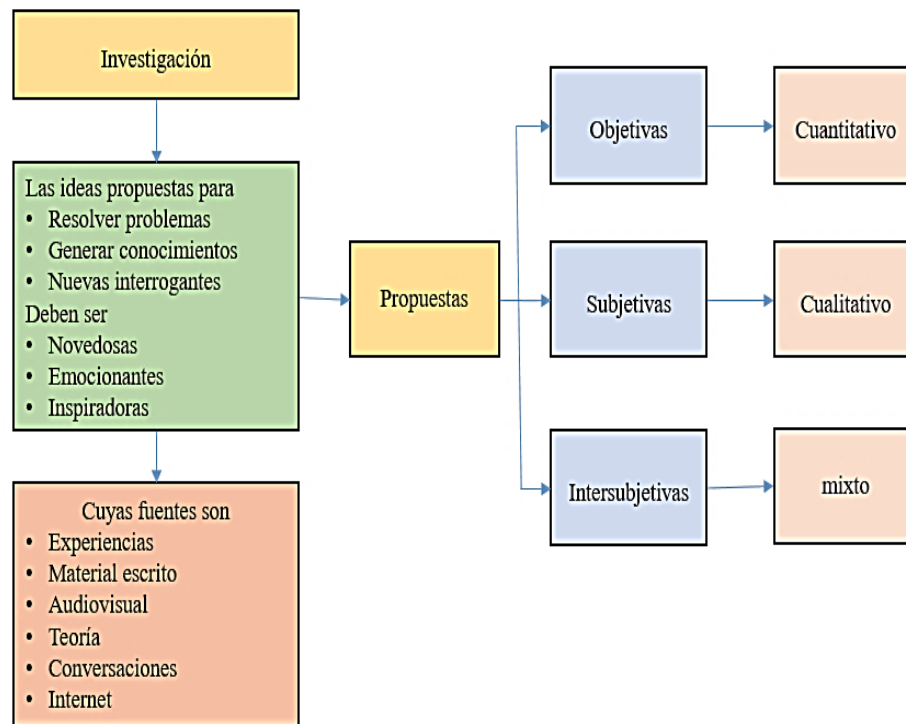 Investigación
Las ideas propuestas para
• Resolver problemas
• Generar conocimientos
• Nuevas interrogantes
Deben ser
• Novedosas
• Emocionantes
• Inspiradoras
Cuyas fuentes son
• Experiencias
• Material escrito
• Audiovisual
• Teoría
• Conversaciones
• Internet
Propuestas
Objetivas
Cuantitativo
Subjetivas
Cualitativo
Intersubjetivas
mixto